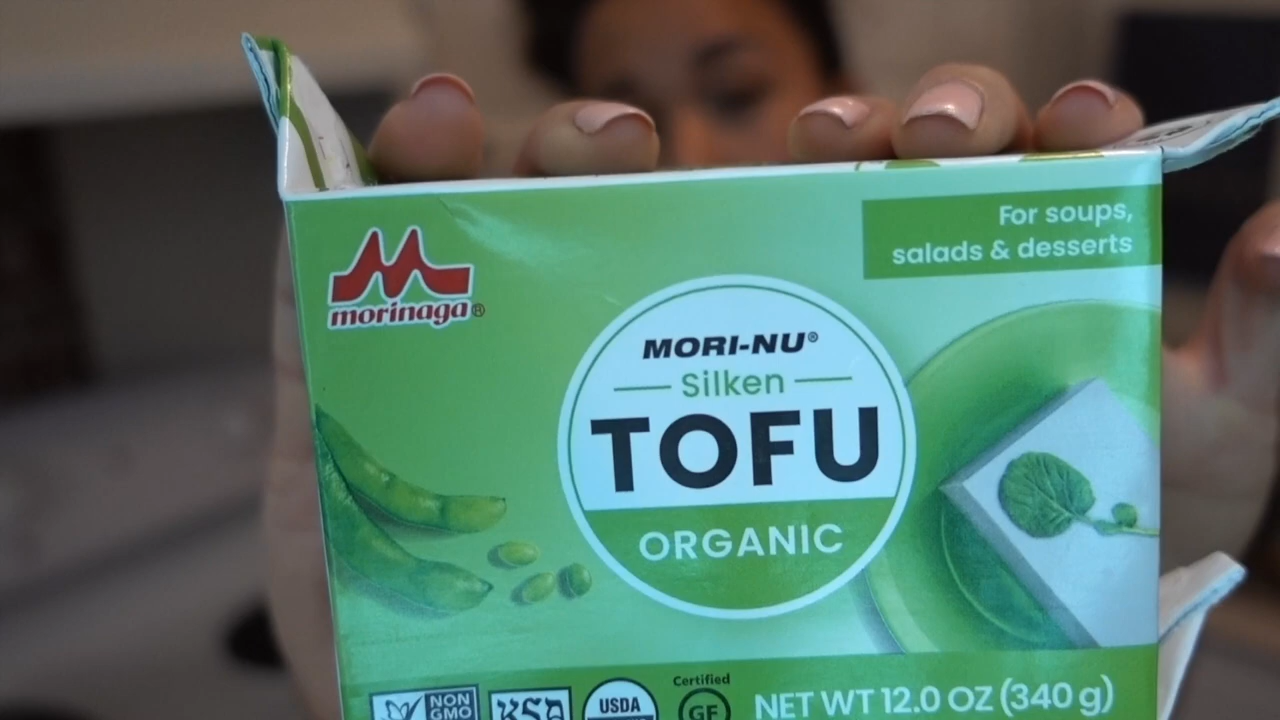 For soups,
salads & desserts
morinaga®
MORI-NU®
Silken
TOFU
ORGANIC
NON
GMO
KSA
USDA
Certified
GF
NET WT 12.0 OZ (340 g)